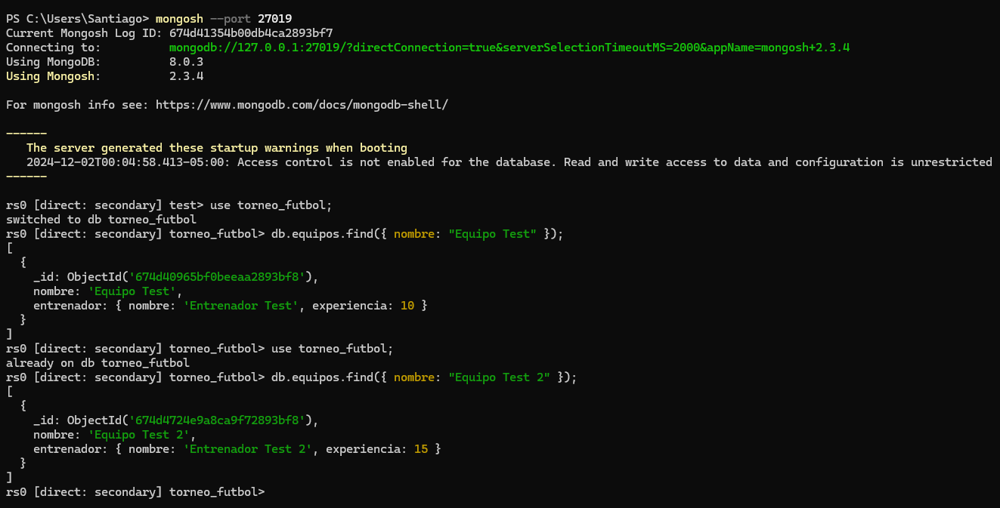 PS C:\Users\Santiago> mongosh --port 27019
Current Mongosh Log ID: 674d41354b00db4ca2893bf7
Connecting to:          mongodb://127.0.0.1:27019/?directConnection=true&serverSelectionTimeoutMS=2000&appName=mongosh+2.3.4
Using MongoDB:          8.0.3
Using Mongosh:          2.3.4

For mongosh info see: https://www.mongodb.com/docs/mongodb-shell/

------
   The server generated these startup warnings when booting
   2024-12-02T00:04:58.413-05:00: Access control is not enabled for the database. Read and write access to data and configuration is unrestricted
------

rs0 [direct: secondary] test> use torneo_futbol;
switched to db torneo_futbol
rs0 [direct: secondary] torneo_futbol> db.equipos.find({ nombre: "Equipo Test" });
[
  {
    _id: ObjectId('674d40965bf0beeaa2893bf8'),
    nombre: 'Equipo Test',
    entrenador: { nombre: 'Entrenador Test', experiencia: 10 }
  }
]
rs0 [direct: secondary] torneo_futbol> use torneo_futbol;
already on db torneo_futbol
rs0 [direct: secondary] torneo_futbol> db.equipos.find({ nombre: "Equipo Test 2" });
[
  {
    _id: ObjectId('674d4724e9a8ca9f72893bf8'),
    nombre: 'Equipo Test 2',
    entrenador: { nombre: 'Entrenador Test 2', experiencia: 15 }
  }
]
rs0 [direct: secondary] torneo_futbol>